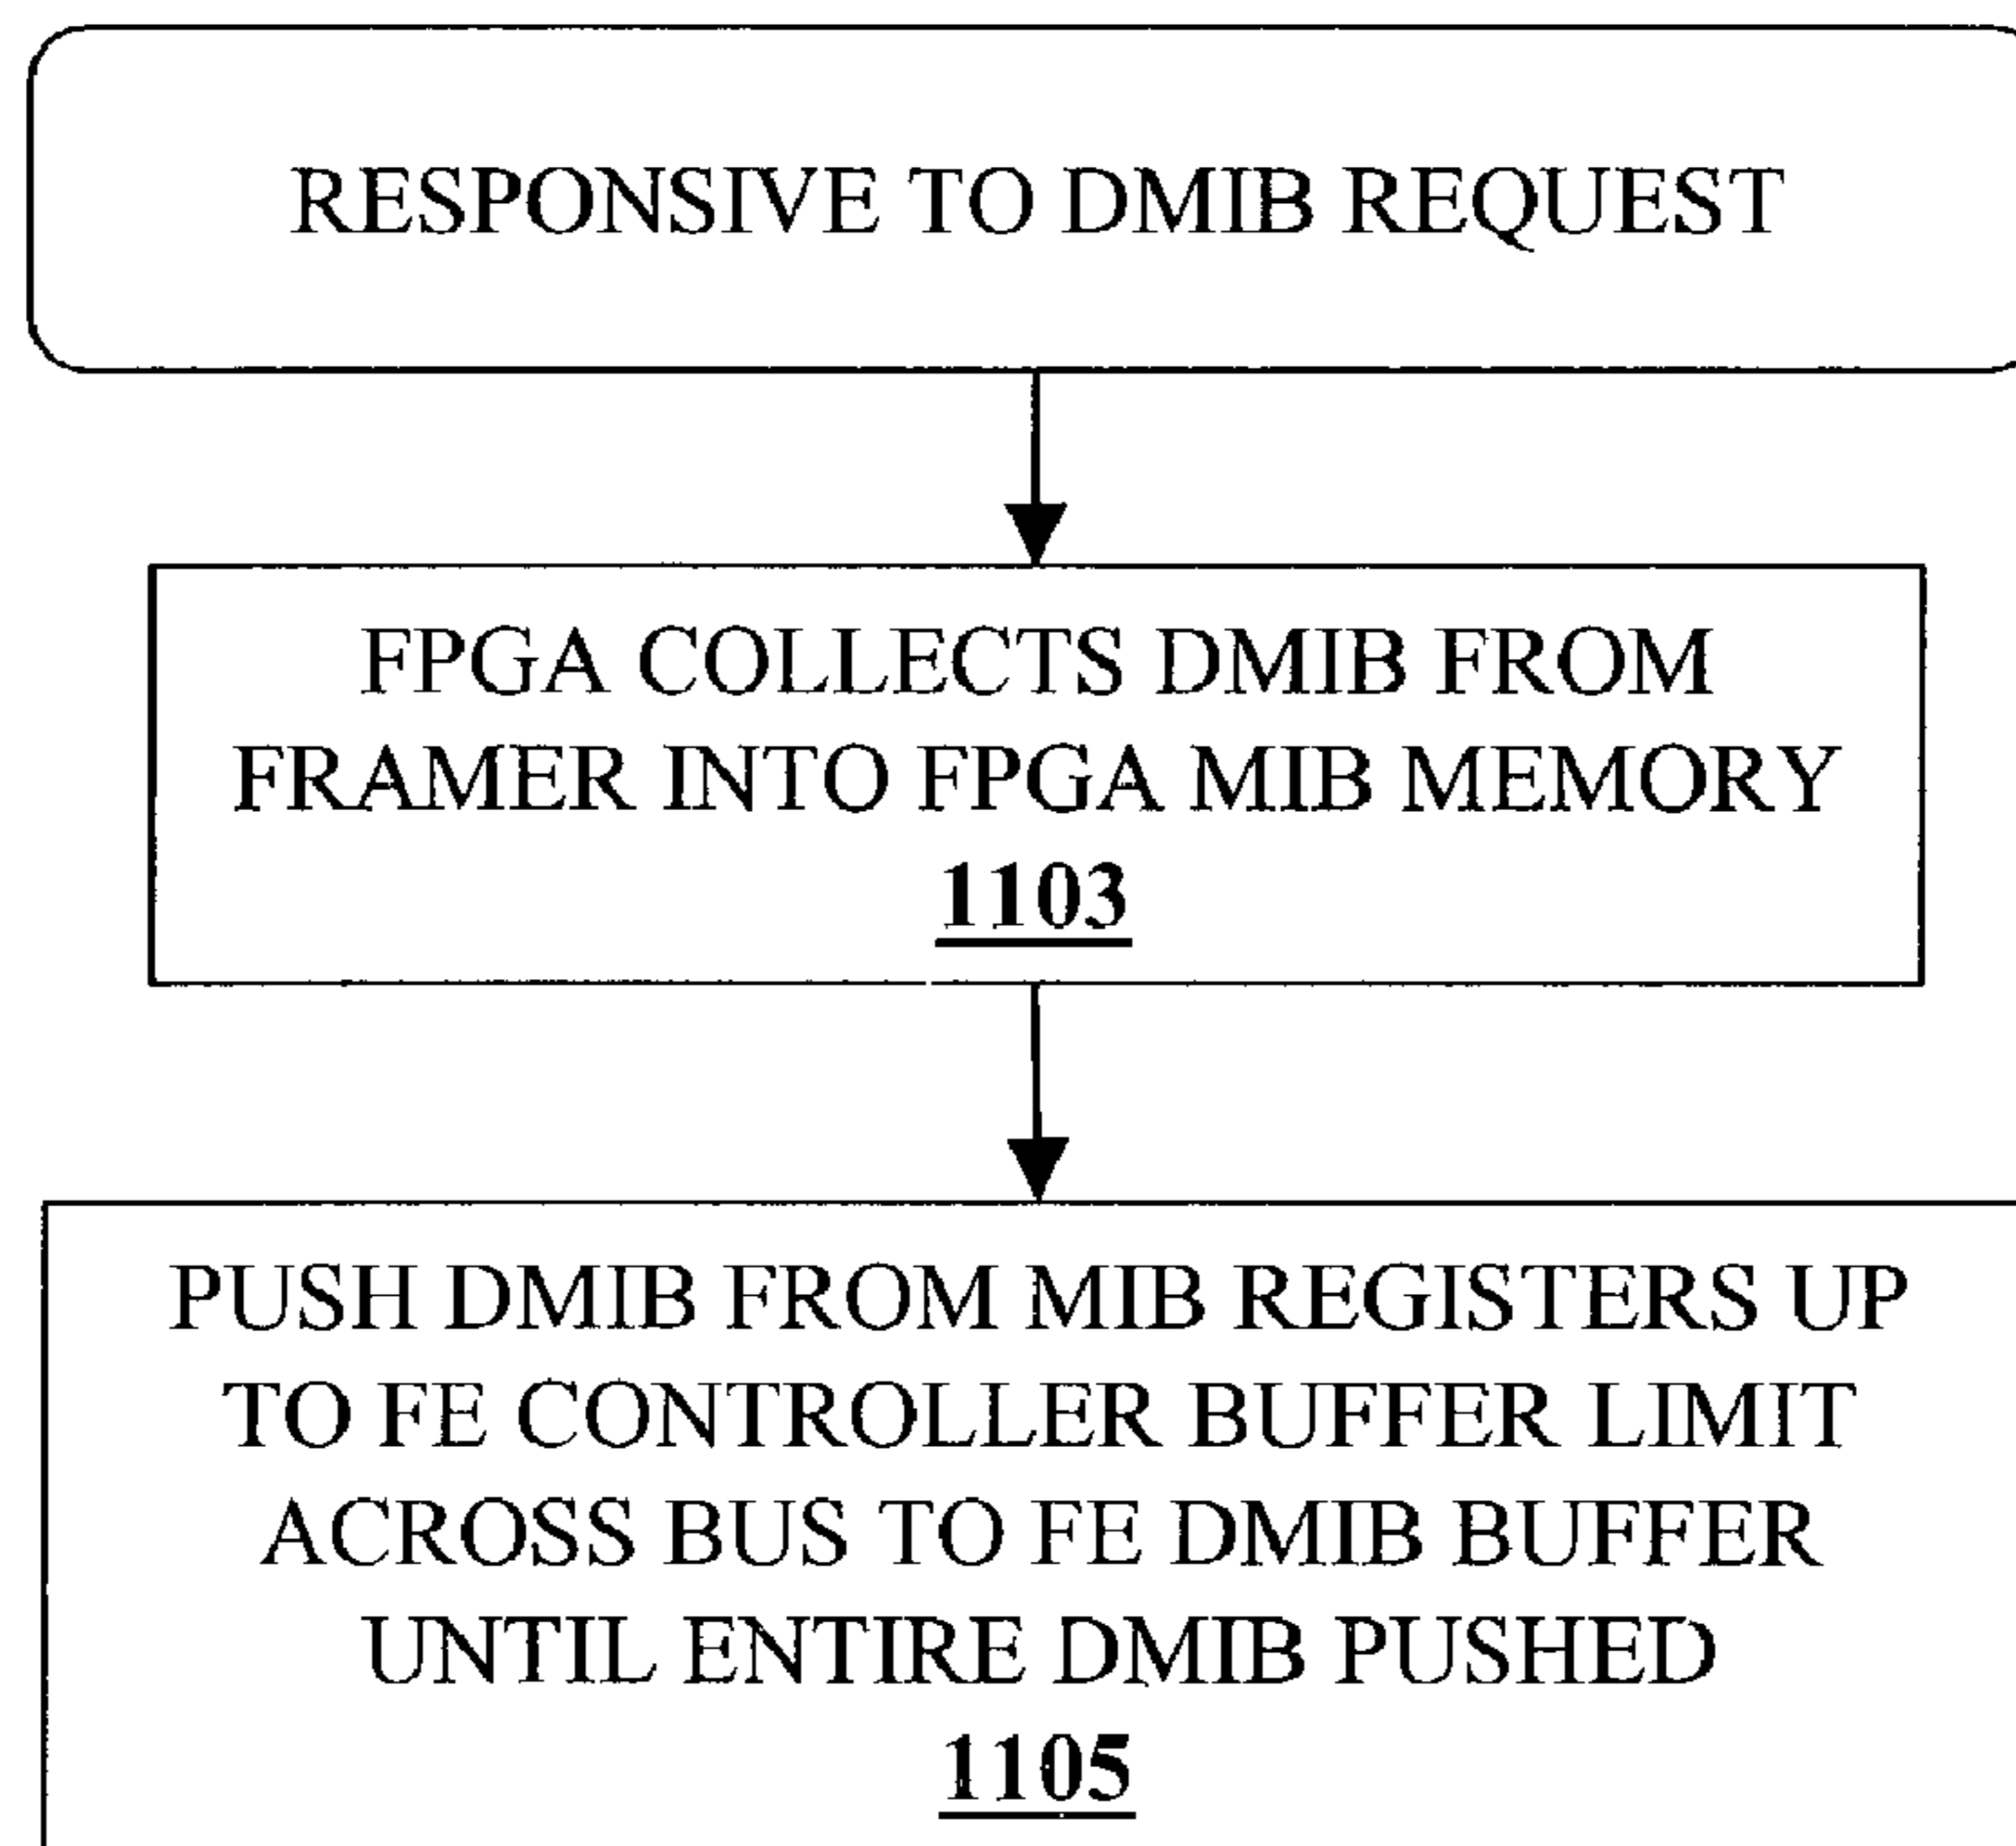 RESPONSIVE TO DMIB REQUEST
FPGA COLLECTS DMIB FROM
FRAMER INTO FPGA MIB MEMORY
1103
PUSH DMIB FROM MIB REGISTERS UP
TO FE CONTROLLER BUFFER LIMIT
ACROSS BUS TO FE DMIB BUFFER
UNTIL ENTIRE DMIB PUSHED
1105